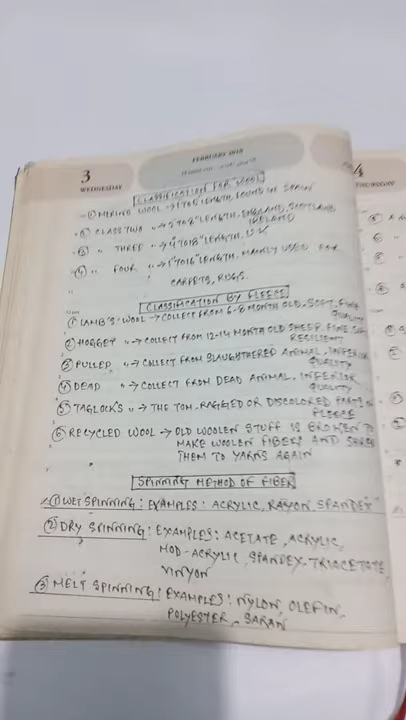 3
WEDNESDAY
FEBRUARY 2016
CLASSIFICATION FOR WOOL
① MERINO WOOL → 1 TO 5" LENGTH, FOUND IN SPAIN
② CLASS TWO → 2 TO 8" LENGTH. ENGLAND, SCOTLAND
IRELAND
③ " THREE → 4 TO 18" LENGTH, U.K
④ " FOUR → 1" TO 16" LENGTH, MAINLY USED FOR
CARPETS, RUGS.
CLASSIFICATION BY FLEECE
① LAMB'S-WOOL → COLLECT FROM 6-8 MONTH OLD, SOFT, FINE
QUALITY
② HOGGET " → COLLECT FROM 12-14 MONTH OLD SHEEP. FINE
RESILIENT
③ PULLED " → COLLECT FROM SLAUGHTERED ANIMAL, INFERIOR
QUALITY
④ DEAD " → COLLECT FROM DEAD ANIMAL. INFERIOR
QUALITY
⑤ TAGLOCK'S " → THE TORN-RAGGED OR DISCOLORED PARTS OF
FLEECE
⑥ RECYCLED WOOL → OLD WOOLEN STUFF IS BROKEN TO
MAKE WOOLEN FIBERS AND
THEM TO YARNS AGAIN
SPINNING METHOD OF FIBER
① WET SPINNING: EXAMPLES: ACRYLIC, RAYON, SPANDEX
② DRY SPINNING: EXAMPLES: ACETATE, ACRYLIC,
MOD-ACRYLIC, SPANDEX, TRIACETATE,
VINYON
③ MELT SPINNING: EXAMPLES: NYLON, OLEFIN,
POLYESTER, SARAN
4